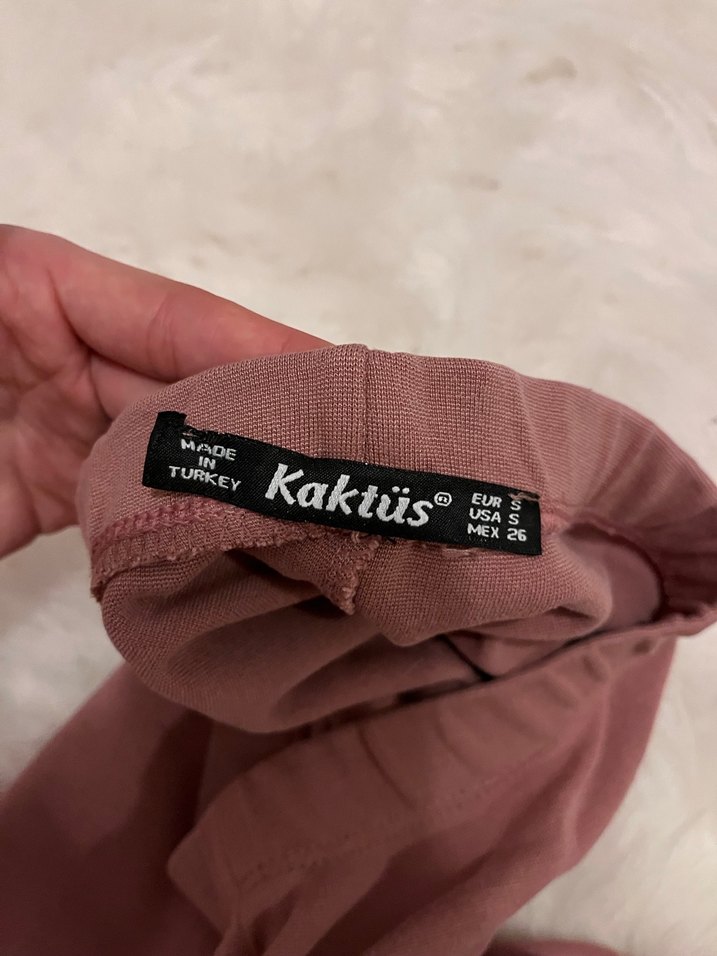 MADE
IN
TURKEY
Kaktüs®
EUR S
USA S
MEX 26